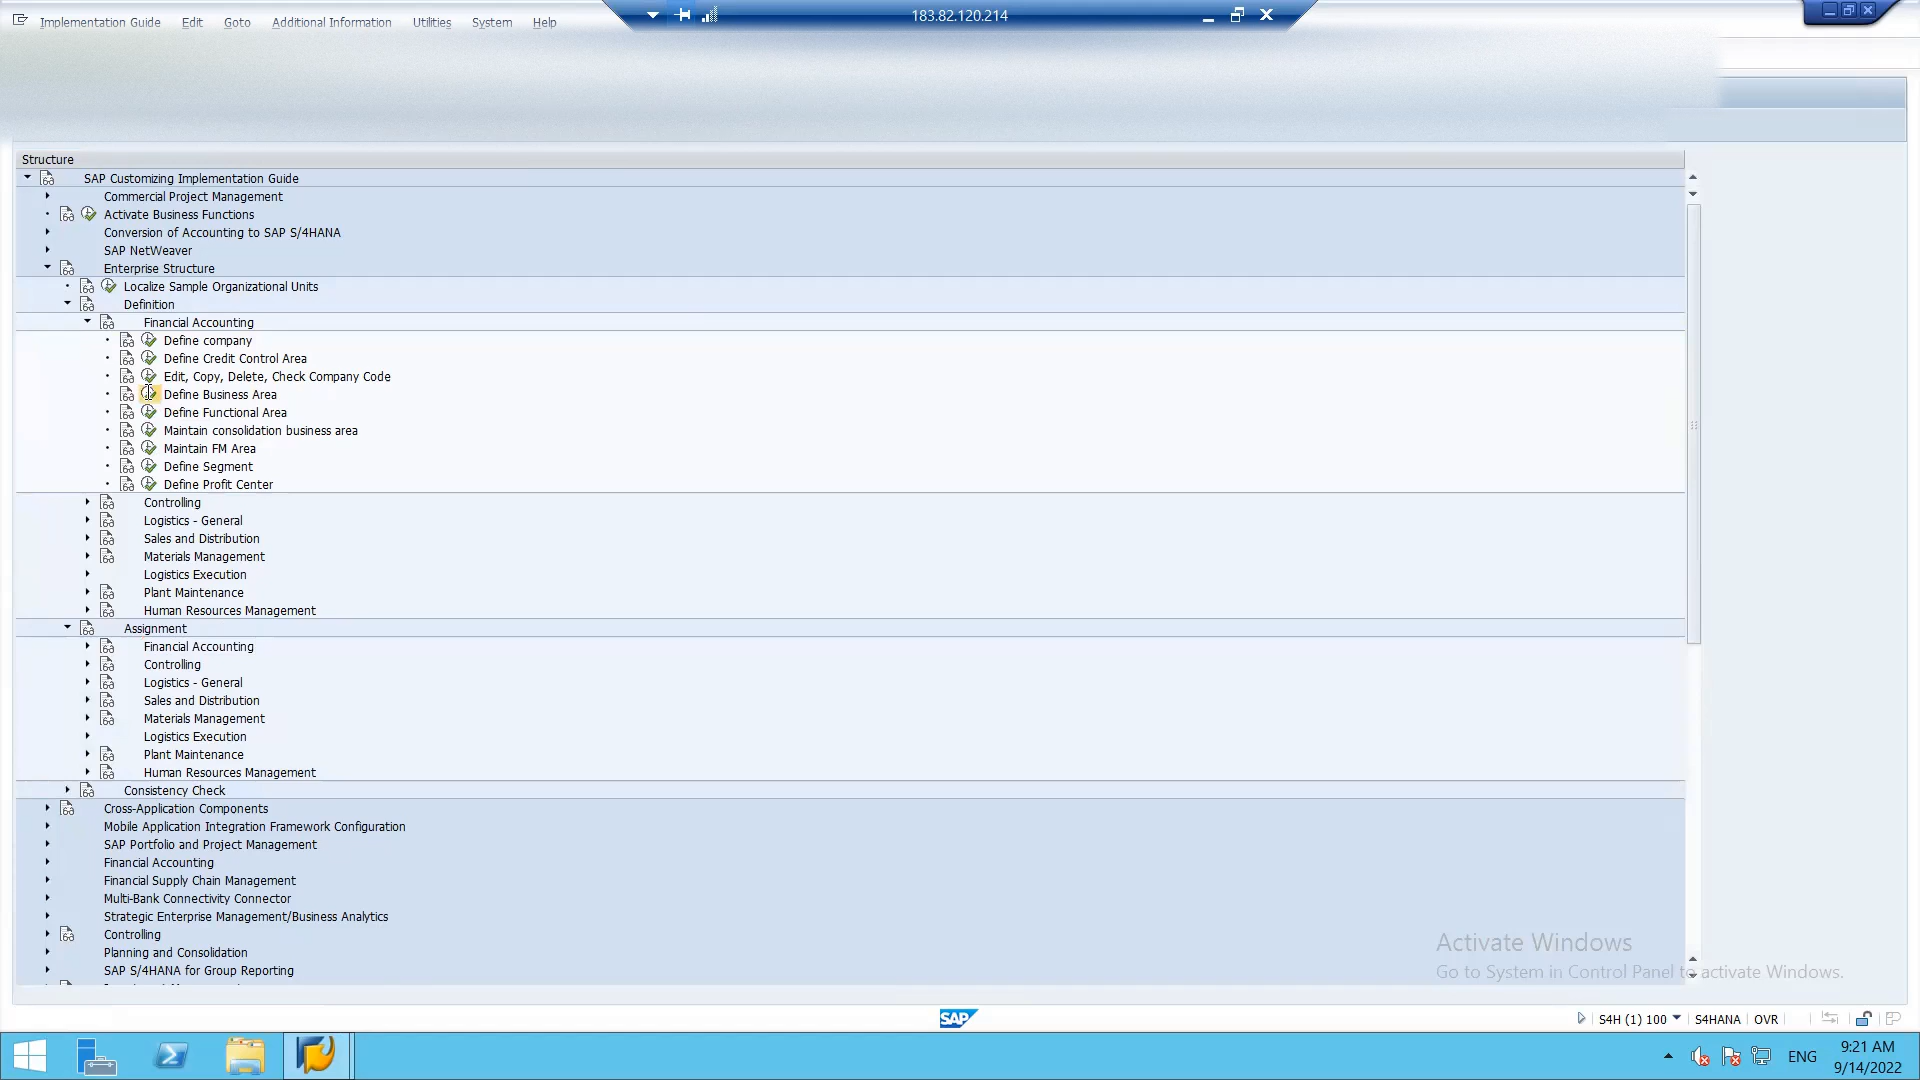 Implementation Guide Edit Goto Additional Information Utilities System Help
183.82.120.214
Structure
SAP Customizing Implementation Guide
Commercial Project Management
Activate Business Functions
Conversion of Accounting to SAP S/4HANA
SAP NetWeaver
Enterprise Structure
Localize Sample Organizational Units
Definition
Financial Accounting
Define company
Define Credit Control Area
Edit, Copy, Delete, Check Company Code
Define Business Area
Define Functional Area
Maintain consolidation business area
Maintain FM Area
Define Segment
Define Profit Center
Controlling
Logistics - General
Sales and Distribution
Materials Management
Logistics Execution
Plant Maintenance
Human Resources Management
Assignment
Financial Accounting
Controlling
Logistics - General
Sales and Distribution
Materials Management
Logistics Execution
Plant Maintenance
Human Resources Management
Consistency Check
Cross-Application Components
Mobile Application Integration Framework Configuration
SAP Portfolio and Project Management
Financial Accounting
Financial Supply Chain Management
Multi-Bank Connectivity Connector
Strategic Enterprise Management/Business Analytics
Controlling
Planning and Consolidation
SAP S/4HANA for Group Reporting
Activate Windows
Go to System in Control Panel to activate Windows.
SAP
S4H (1) 100 S4HANA OVR
ENG
9:21 AM
9/14/2022